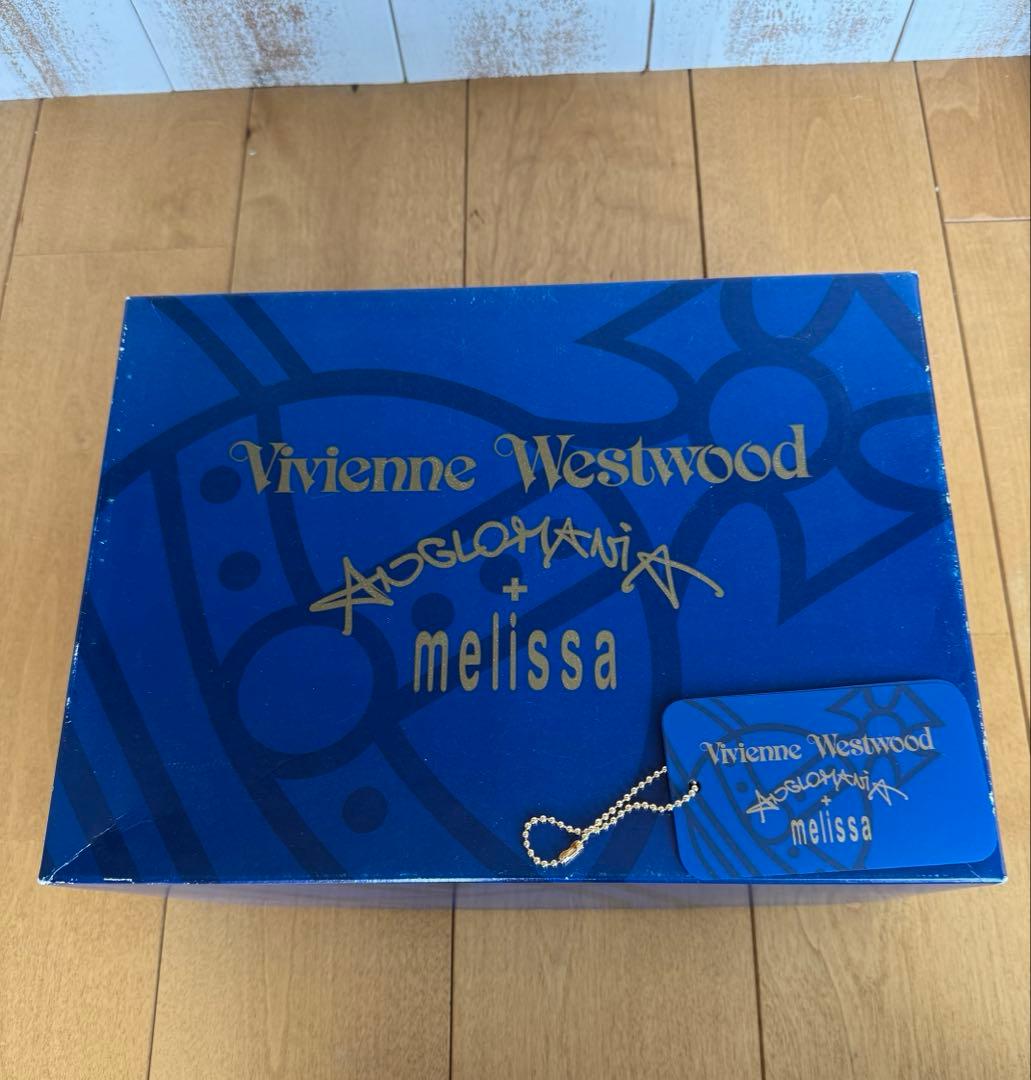 Vivienne Westwood
ANGLOMANiA
+
melissa
Vivienne Westwood
ANGLOMANiA
+
melissa